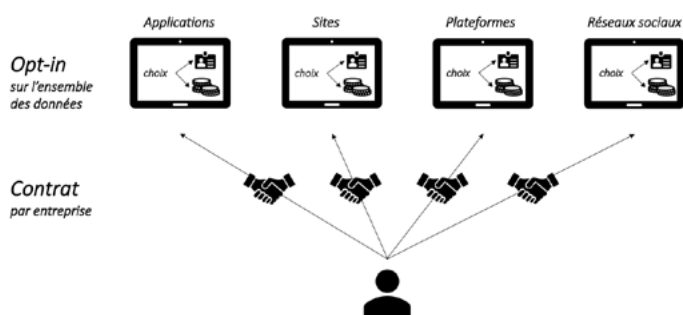 Applications
Sites
Plateformes
Réseaux sociaux
Opt-in
sur l'ensemble
des données
choix
choix
choix
choix
Contrat
par entreprise